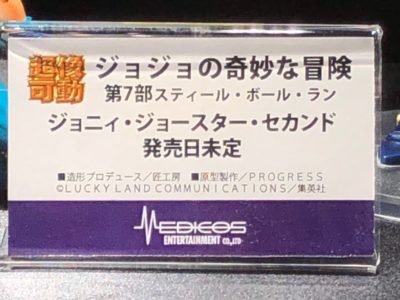 超像可動
ジョジョの奇妙な冒険
第7部スティール・ボール・ラン
ジョニィ・ジョースター・セカンド
発売日未定
■造形プロデュース／匠工房 ■原型製作／PROGRESS
©LUCKY LAND COMMUNICATIONS／集英社
MEDICOS
ENTERTAINMENT CO.,LTD